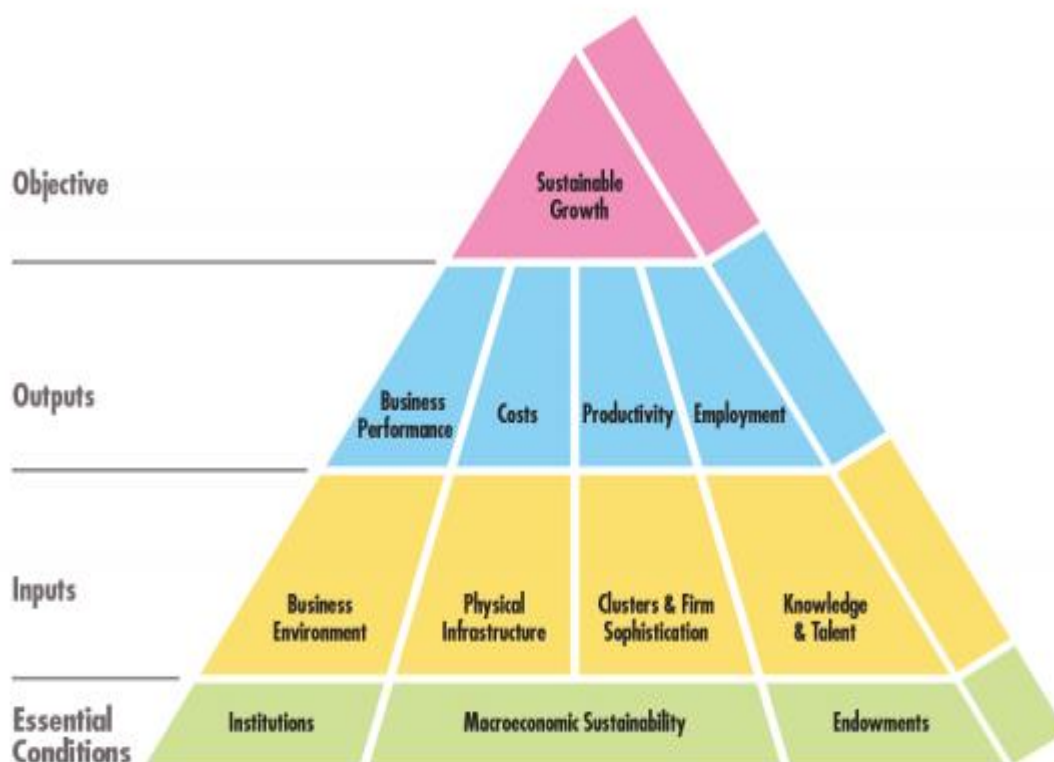 Objective
Sustainable
Growth
Outputs
Business
Performance
Costs
Productivity
Employment
Inputs
Business
Environment
Physical
Infrastructure
Clusters & Firm
Sophistication
Knowledge
& Talent
Essential
Conditions
Institutions
Macroeconomic Sustainability
Endowments